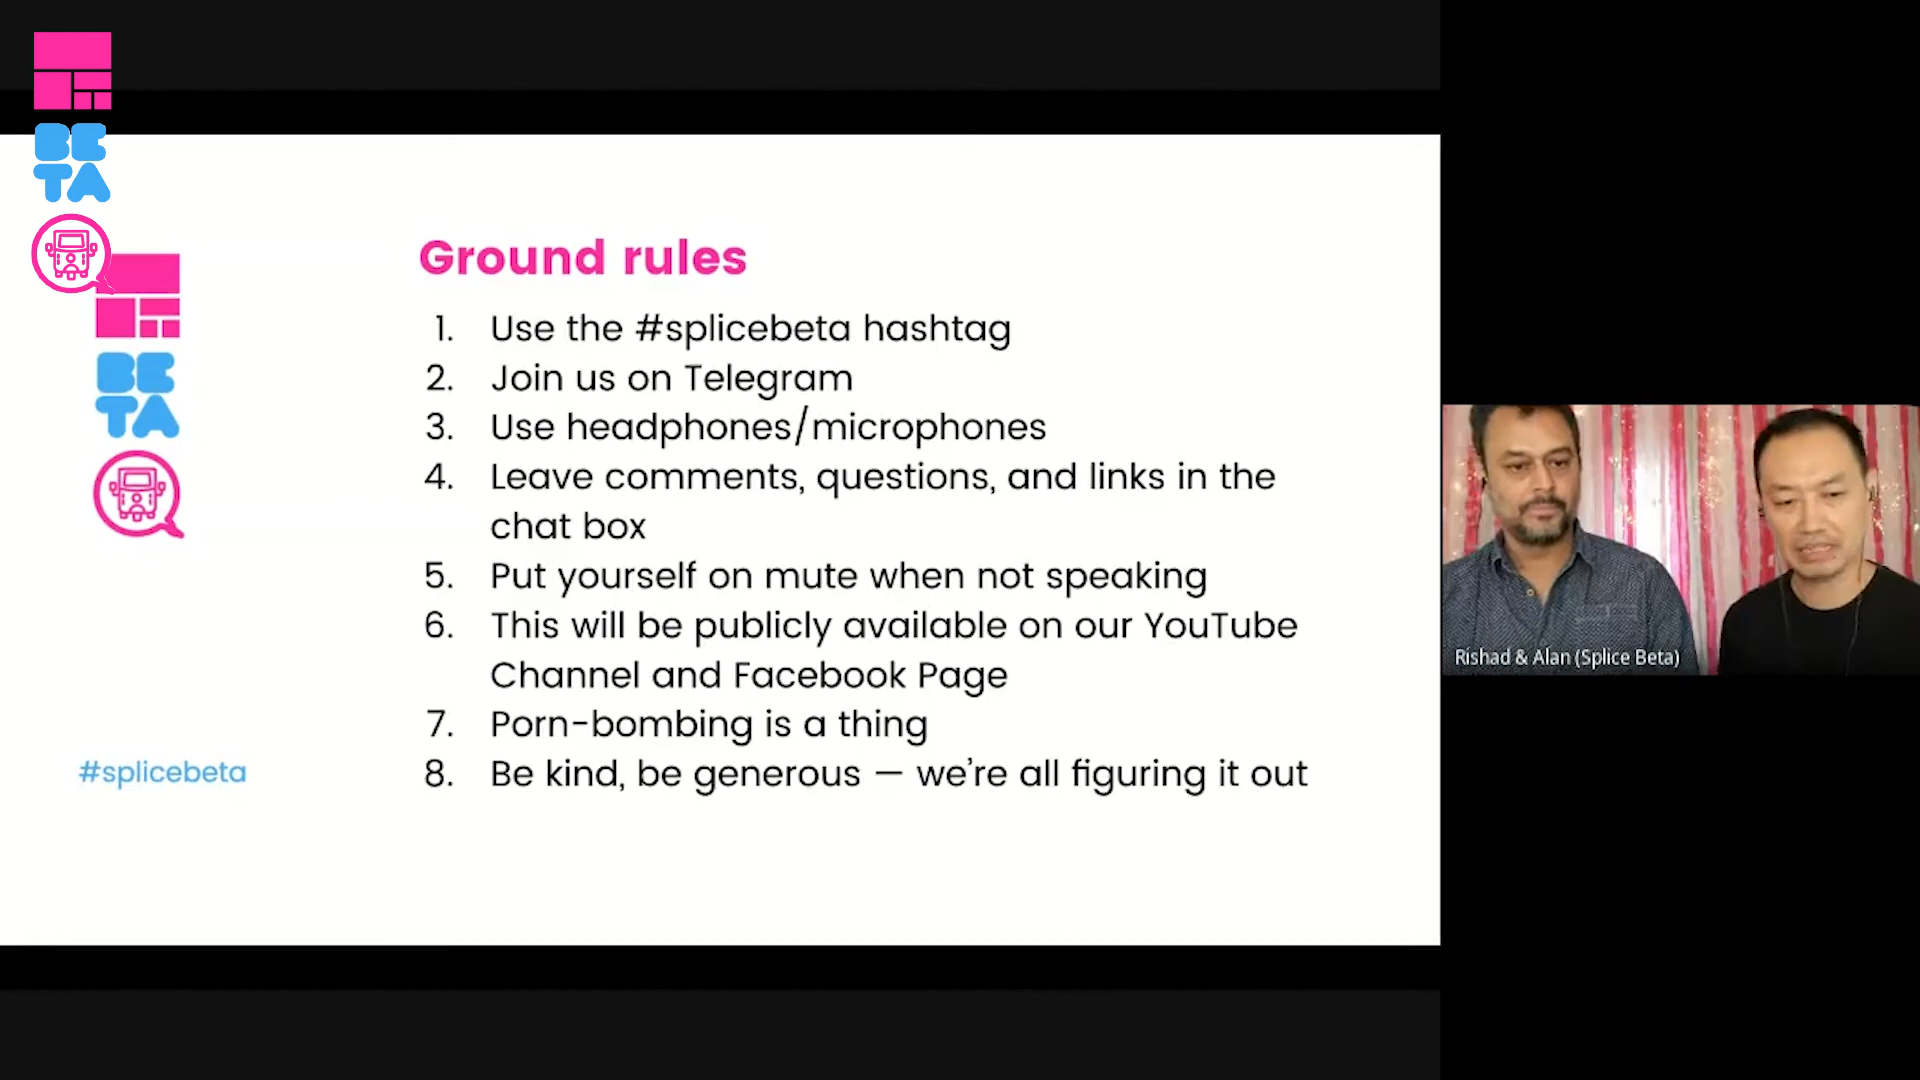 BE
TA
Ground rules
1. Use the #splicebeta hashtag
2. Join us on Telegram
3. Use headphones/microphones
4. Leave comments, questions, and links in the
chat box
5. Put yourself on mute when not speaking
6. This will be publicly available on our YouTube
Channel and Facebook Page
7. Porn-bombing is a thing
8. Be kind, be generous — we're all figuring it out
BE
TA
#splicebeta
Rishad & Alan (Splice Beta)